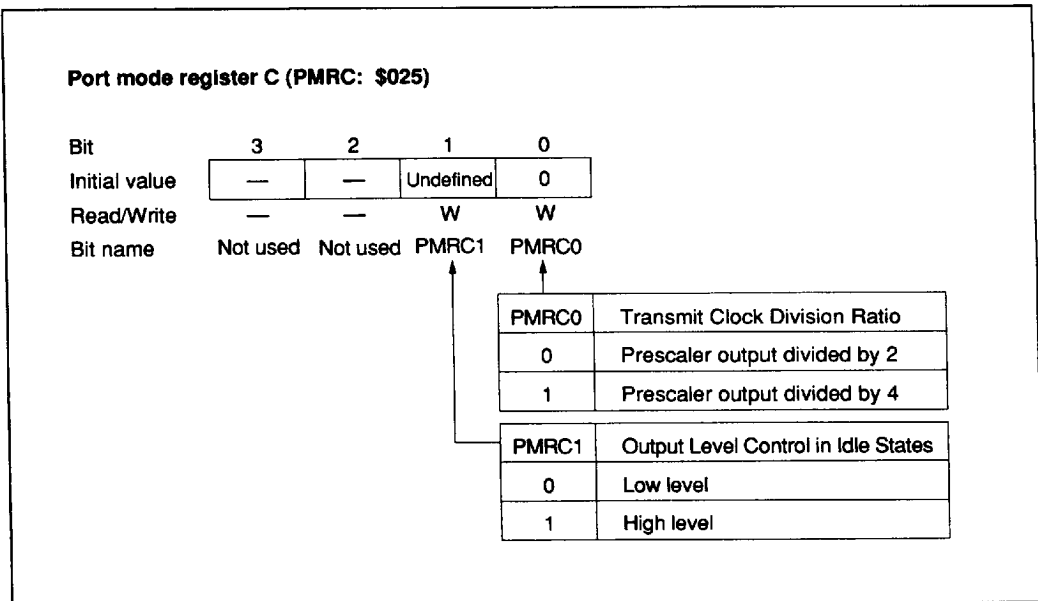 Port mode register C (PMRC: $025)
Bit 3 2 1 0
Initial value — — Undefined 0
Read/Write — — W W
Bit name Not used Not used PMRC1 PMRC0
PMRC0 Transmit Clock Division Ratio
0 Prescaler output divided by 2
1 Prescaler output divided by 4
PMRC1 Output Level Control in Idle States
0 Low level
1 High level